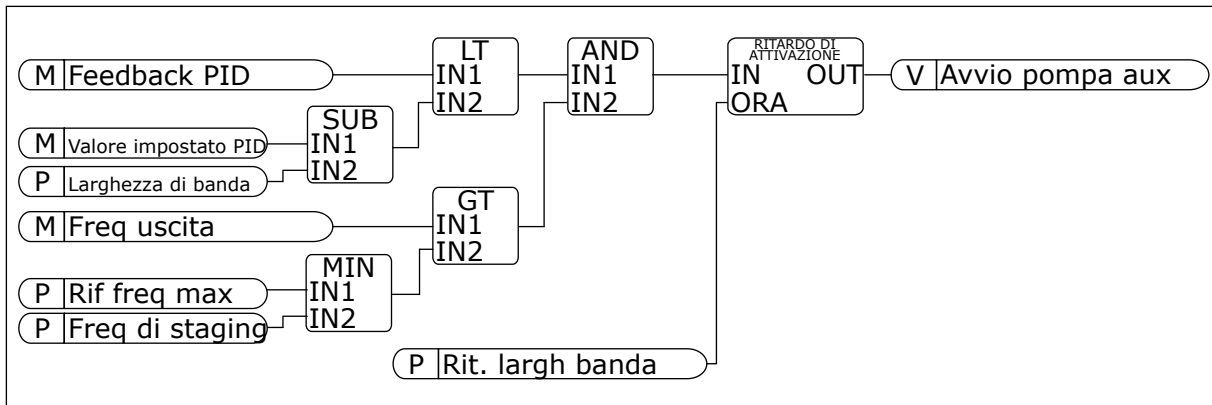 LT
AND
RITARDO DI
ATTIVAZIONE
M Feedback PID
IN1
IN1
IN OUT
V Avvio pompa aux
IN2
IN2
ORA
SUB
M Valore impostato PID
IN1
P Larghezza di banda
IN2
GT
M Freq uscita
IN1
IN2
MIN
P Rif freq max
IN1
P Freq di staging
IN2
P Rit. largh banda